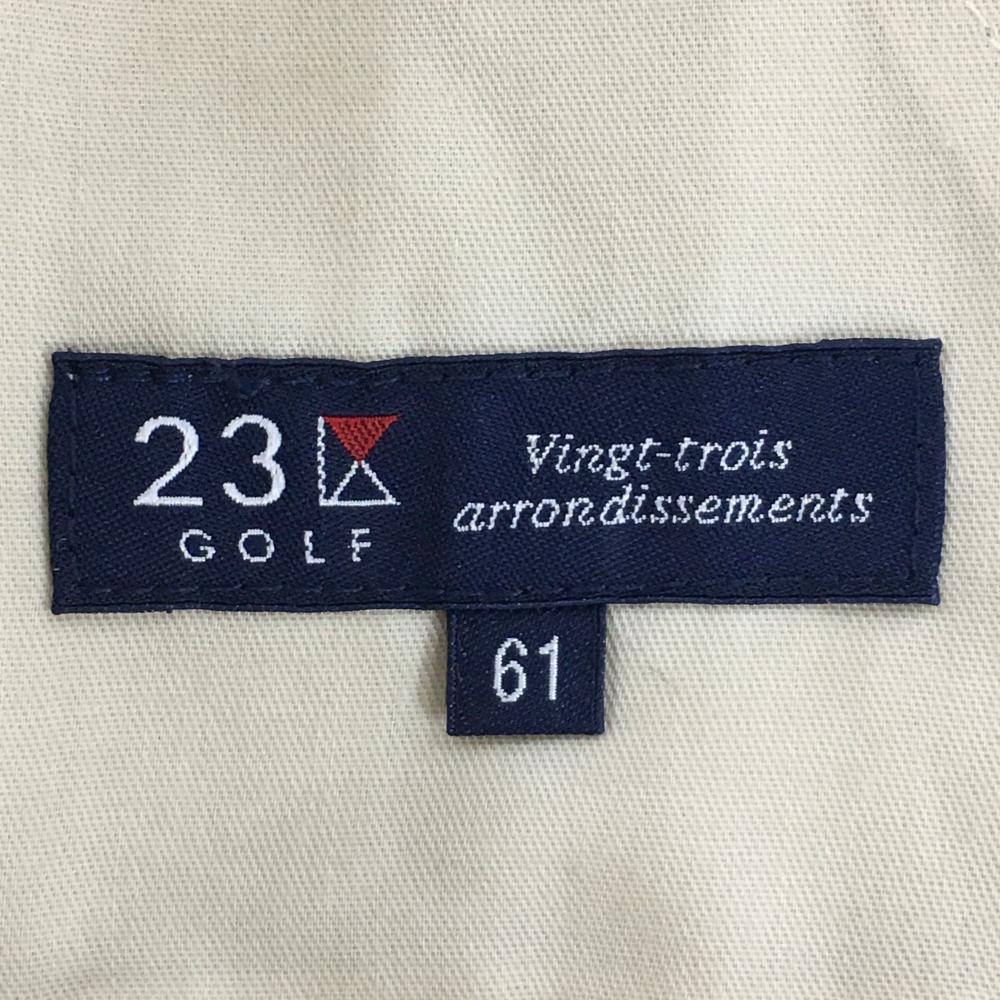 23
GOLF
Vingt-trois
arrondissements
61